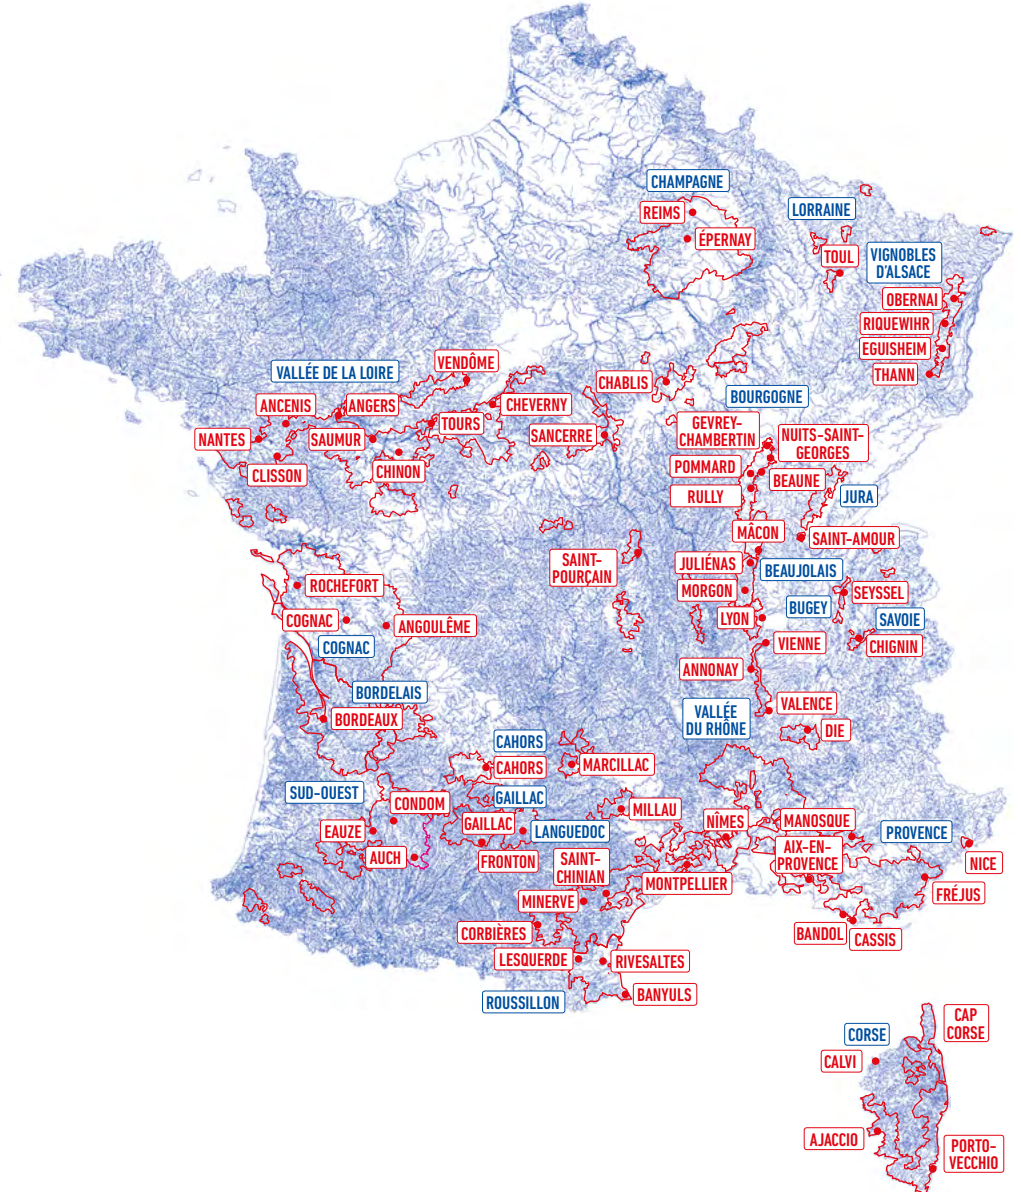 CHAMPAGNE
REIMS
LORRAINE
ÉPERNAY
TOUL
VIGNOBLES
D'ALSACE
OBERNAI
RIQUEWIHR
EGUISHEIM
THANN
VENDÔME
VALLÉE DE LA LOIRE
CHABLIS
BOURGOGNE
ANCENIS
ANGERS
CHEVERNY
NANTES
SAUMUR
TOURS
SANCERRE
GEVREY-
CHAMBERTIN
NUITS-SAINT-
GEORGES
CLISSON
CHINON
POMMARD
BEAUNE
RULLY
JURA
MÂCON
SAINT-AMOUR
SAINT-
POURÇAIN
JULIÉNAS
BEAUJOLAIS
ROCHEFORT
MORGON
SEYSSEL
BUGEY
COGNAC
ANGOULÊME
LYON
SAVOIE
COGNAC
VIENNE
CHIGNIN
ANNONAY
BORDELAIS
BORDEAUX
VALLÉE
DU RHÔNE
VALENCE
DIE
CAHORS
CAHORS
MARCILLAC
SUD-OUEST
CONDOM
GAILLAC
MILLAU
EAUZE
GAILLAC
LANGUEDOC
NÎMES
MANOSQUE
PROVENCE
AUCH
FRONTON
SAINT-
CHINIAN
MONTPELLIER
AIX-EN-
PROVENCE
NICE
MINERVE
FRÉJUS
CORBIÈRES
BANDOL
CASSIS
LESQUERDE
RIVESALTES
ROUSSILLON
BANYULS
CAP
CORSE
CORSE
CALVI
AJACCIO
PORTO-
VECCHIO